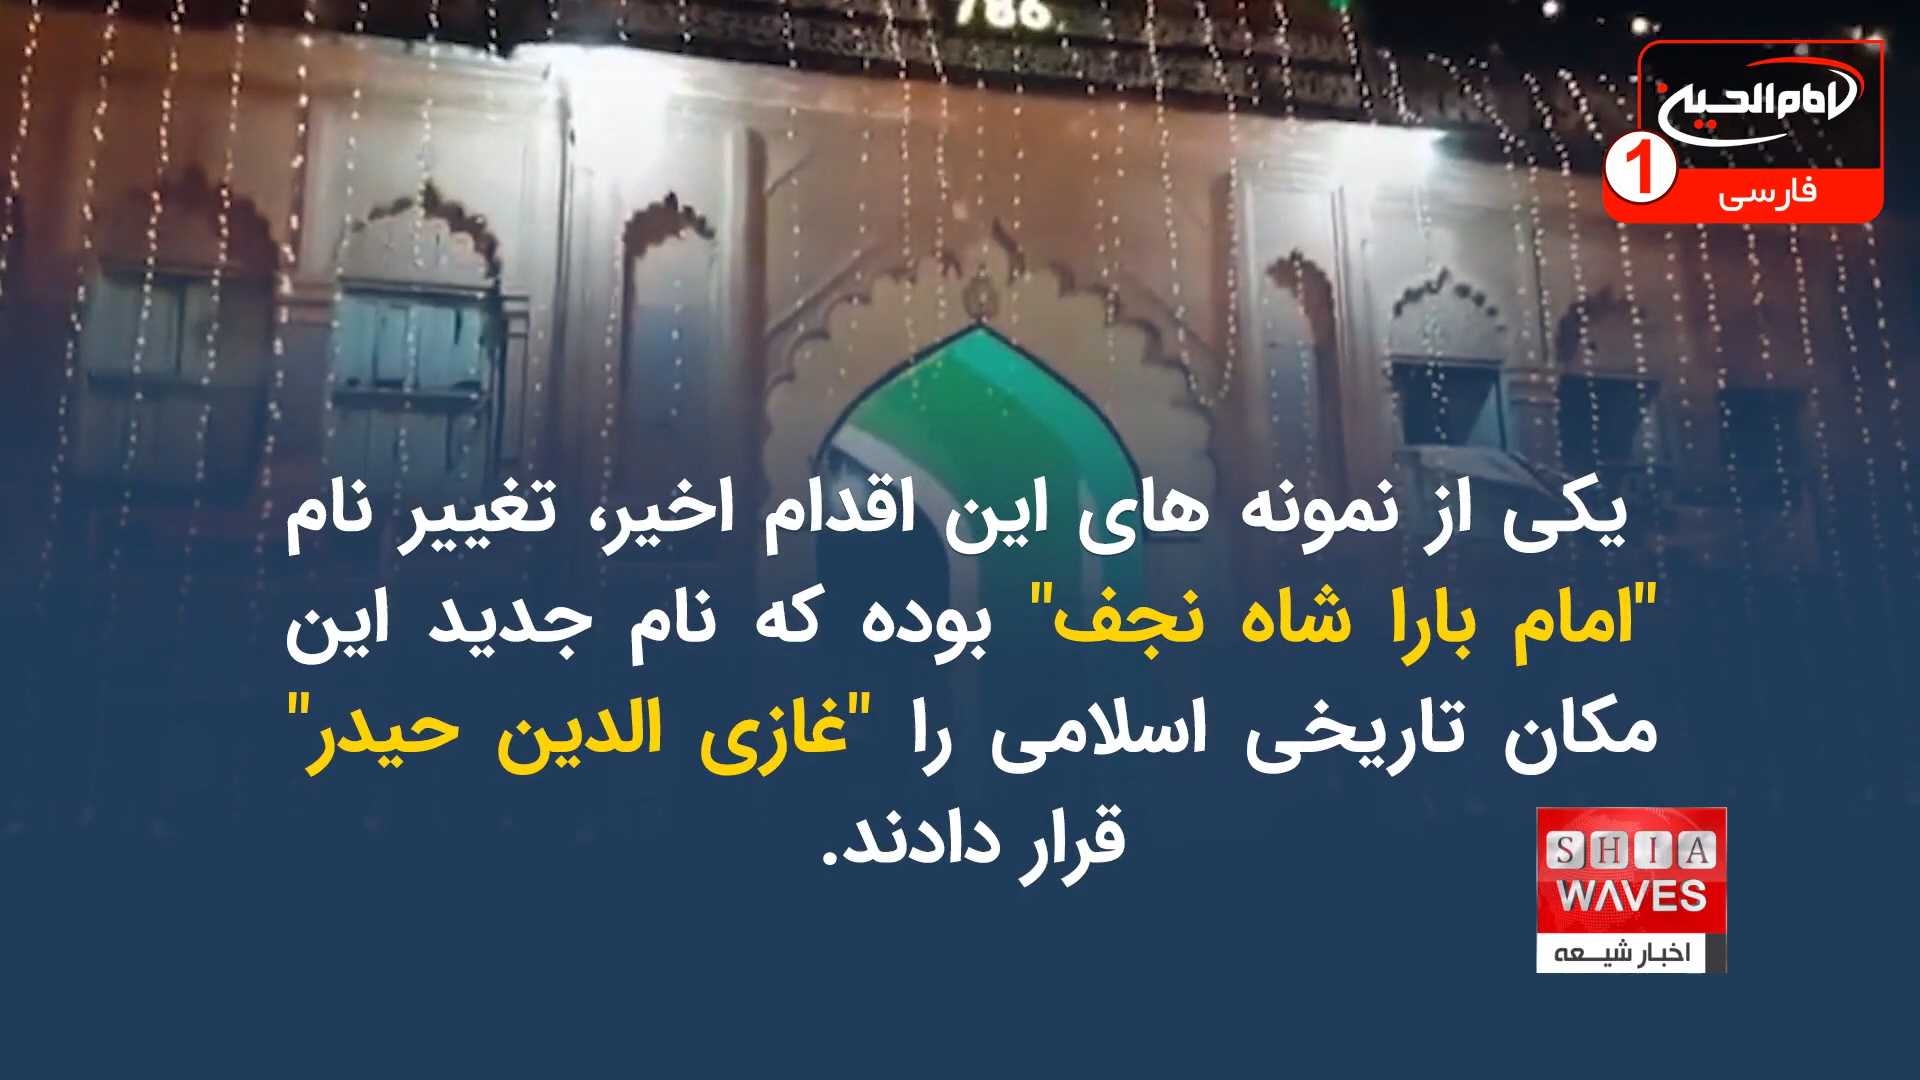 786
امام الحسین
1
فارسی
یکی از نمونه های این اقدام اخیر، تغییر نام
"امام بارا شاه نجف" بوده که نام جدید این
مکان تاریخی اسلامی را "غازی الدین حیدر"
قرار دادند.
SHIA
WAVES
اخبار شیعه